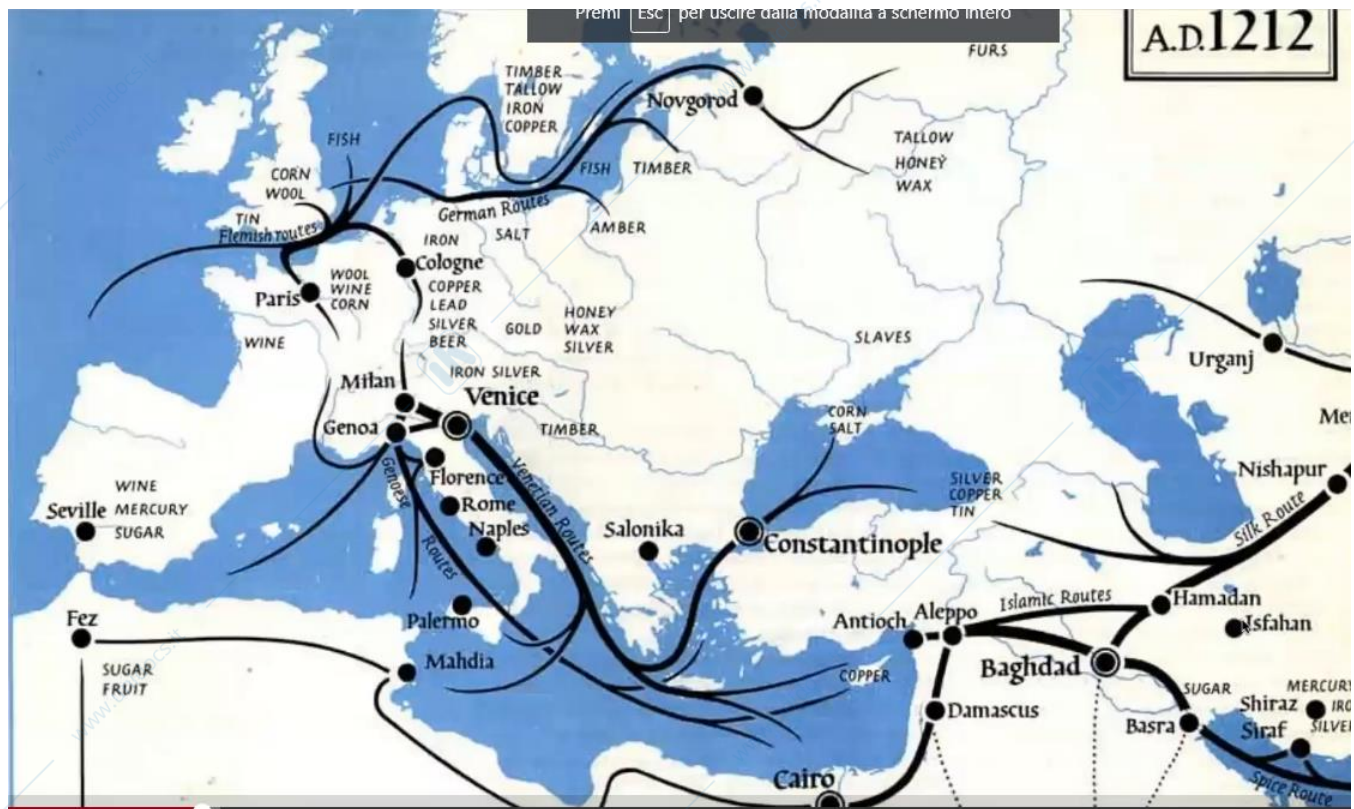 Premi Esc per uscire dalla modalità a schermo intero
A.D.1212
FURS
TIMBER
TALLOW
IRON
COPPER
Novgorod
TALLOW
HONEY
WAX
FISH
FISH
TIMBER
CORN
WOOL
TIN
Flemish routes
German Routes
AMBER
IRON
SALT
Cologne
COPPER
LEAD
SILVER
BEER
Paris
WOOL
WINE
CORN
WINE
GOLD
HONEY
WAX
SILVER
SLAVES
Urganj
IRON SILVER
Milan
Venice
Genoa
TIMBER
CORN
SALT
Florence
Genoese
Routes
Venetian Routes
Rome
Naples
Nishapur
SILVER
COPPER
TIN
Silk Route
WINE
MERCURY
SUGAR
Seville
Salonika
Constantinople
Fez
Palermo
Antioch
Aleppo
Islamic Routes
Hamadan
Isfahan
SUGAR
FRUIT
Mahdia
COPPER
Baghdad
SUGAR
MERCURY
Shiraz
SILVER
Damascus
Basra
Siraf
Cairo
Spice Route